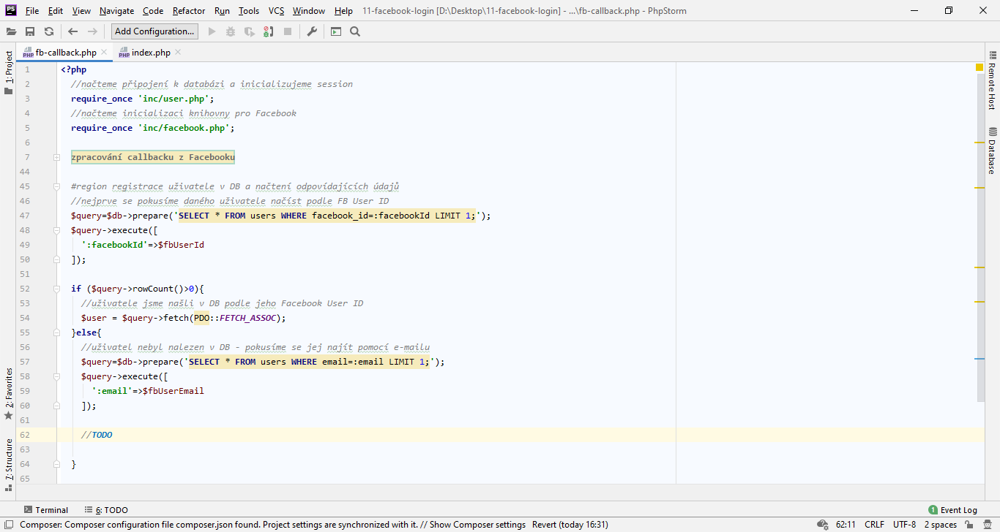 PS File Edit View Navigate Code Refactor Run Tools VCS Window Help 11-facebook-login [D:\Desktop\11-facebook-login] - ...\fb-callback.php - PhpStorm
Add Configuration...
PHP fb-callback.php PHP index.php
1: Project
2: Favorites
7: Structure
Remote Host
Database
1 <?php
2 //načteme připojení k databázi a inicializujeme session
3 require_once 'inc/user.php';
4 //načteme inicializaci knihovny pro Facebook
5 require_once 'inc/facebook.php';
6
7 zpracování callbacku z Facebooku
44
45 #region registrace uživatele v DB a načtení odpovídajících údajů
46 //nejprve se pokusíme daného uživatele načíst podle FB User ID
47 $query=$db->prepare('SELECT * FROM users WHERE facebook_id=:facebookId LIMIT 1;');
48 $query->execute([
49 ':facebookId'=>$fbUserId
50 ]);
51
52 if ($query->rowCount()>0){
53 //uživatele jsme našli v DB podle jeho Facebook User ID
54 $user = $query->fetch(PDO::FETCH_ASSOC);
55 }else{
56 //uživatel nebyl nalezen v DB - pokusíme se jej najít pomocí e-mailu
57 $query=$db->prepare('SELECT * FROM users WHERE email=:email LIMIT 1;');
58 $query->execute([
59 ':email'=>$fbUserEmail
60 ]);
61
62 //TODO
63
64 }
65
Terminal 6: TODO 1 Event Log
Composer: Composer configuration file composer.json found. Project settings are synchronized with it. // Show Composer settings Revert (today 16:31) 62:11 CRLF UTF-8 2 spaces